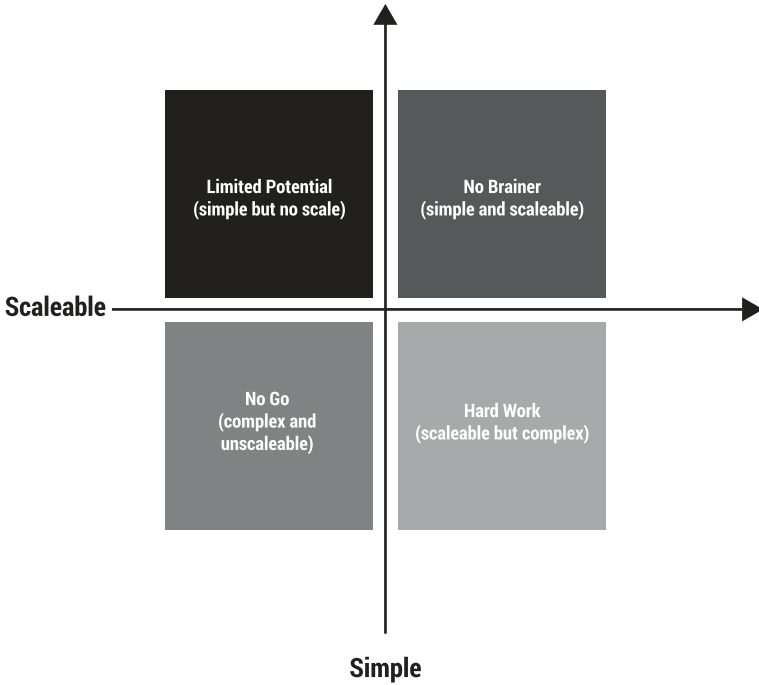 Limited Potential
(simple but no scale)
No Brainer
(simple and scaleable)
Scaleable
No Go
(complex and
unscaleable)
Hard Work
(scaleable but complex)
Simple